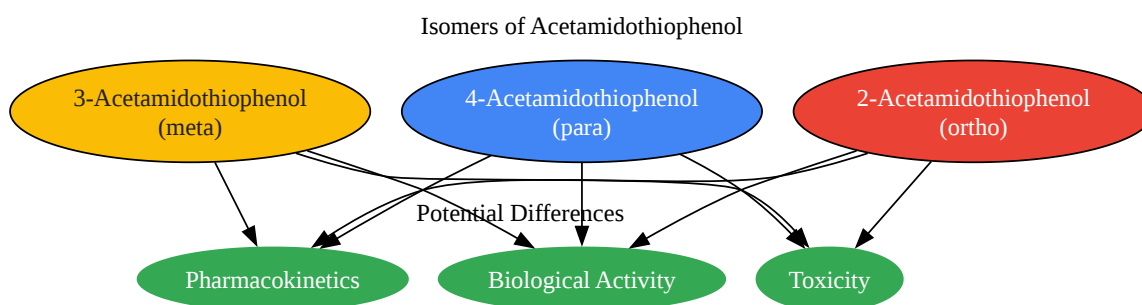 Isomers of Acetamidothiophenol
3-Acetamidothiophenol
(meta)
4-Acetamidothiophenol
(para)
2-Acetamidothiophenol
(ortho)
Potential Differences
Pharmacokinetics
Biological Activity
Toxicity